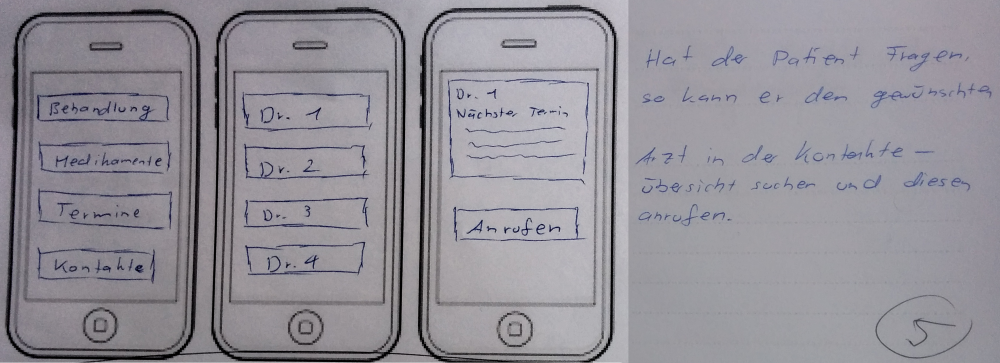 Behandlung
Medikamente
Termine
Kontakte
Dr. 1
Dr. 2
Dr. 3
Dr. 4
Dr. 1
Nächster Termin
Anrufen
Hat der Patient Fragen,
so kann er den gewünschten
Arzt in der Kontakte-
übersicht suchen und diesen
anrufen.
5